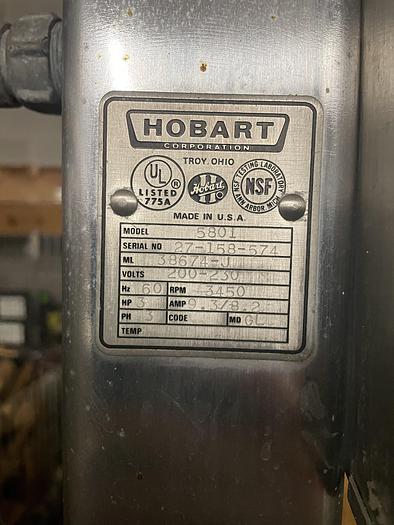 HOBART
CORPORATION
TROY, OHIO
UL ® LISTED 775A
Hobart
NSF TESTING LABORATORY ANN ARBOR, MICH.
MADE IN U.S.A.
MODEL 5801
SERIAL NO 27-158-574
ML 38674-J
VOLTS 200-230
Hz 60 RPM 3450
HP 3 AMP 9.3/8.2
PH 3 CODE MD GL
TEMP